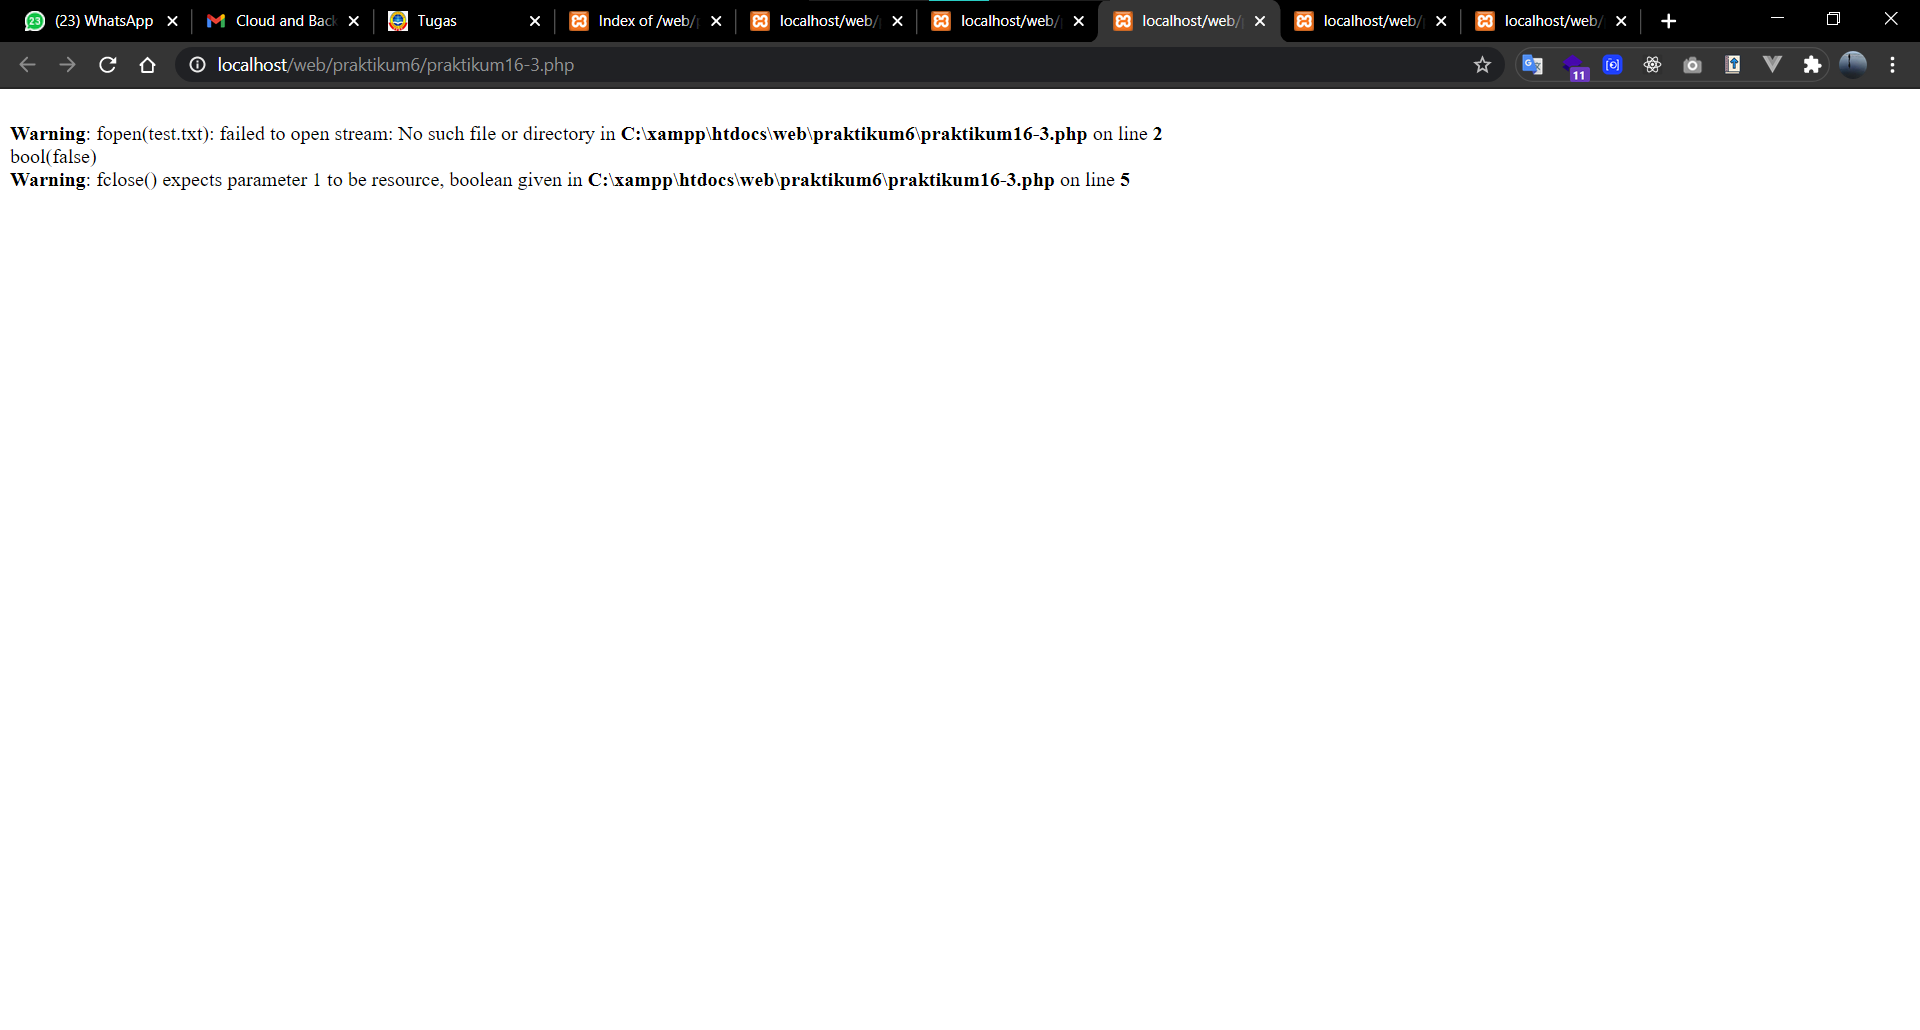 (23) WhatsApp
Cloud and Back
Tugas
Index of /web/p
localhost/web/
localhost/web/
localhost/web/
localhost/web/
localhost/web/
localhost/web/praktikum6/praktikum16-3.php
11
Warning: fopen(test.txt): failed to open stream: No such file or directory in C:\xampp\htdocs\web\praktikum6\praktikum16-3.php on line 2
bool(false)
Warning: fclose() expects parameter 1 to be resource, boolean given in C:\xampp\htdocs\web\praktikum6\praktikum16-3.php on line 5